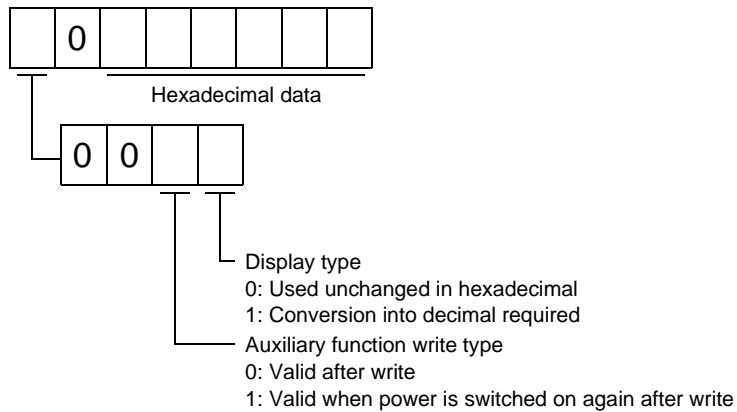 0
Hexadecimal data
0 0
Display type
0: Used unchanged in hexadecimal
1: Conversion into decimal required
Auxiliary function write type
0: Valid after write
1: Valid when power is switched on again after write